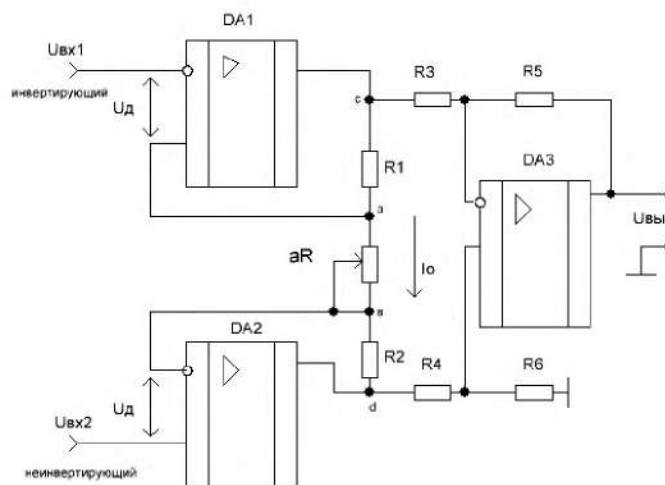 DA1
Uвх1
инвертирующий
Uд
c
R3
R5
R1
DA3
a
Uвы
aR
Io
в
DA2
R2
R4
R6
d
Uд
Uвх2
неинвертирующий